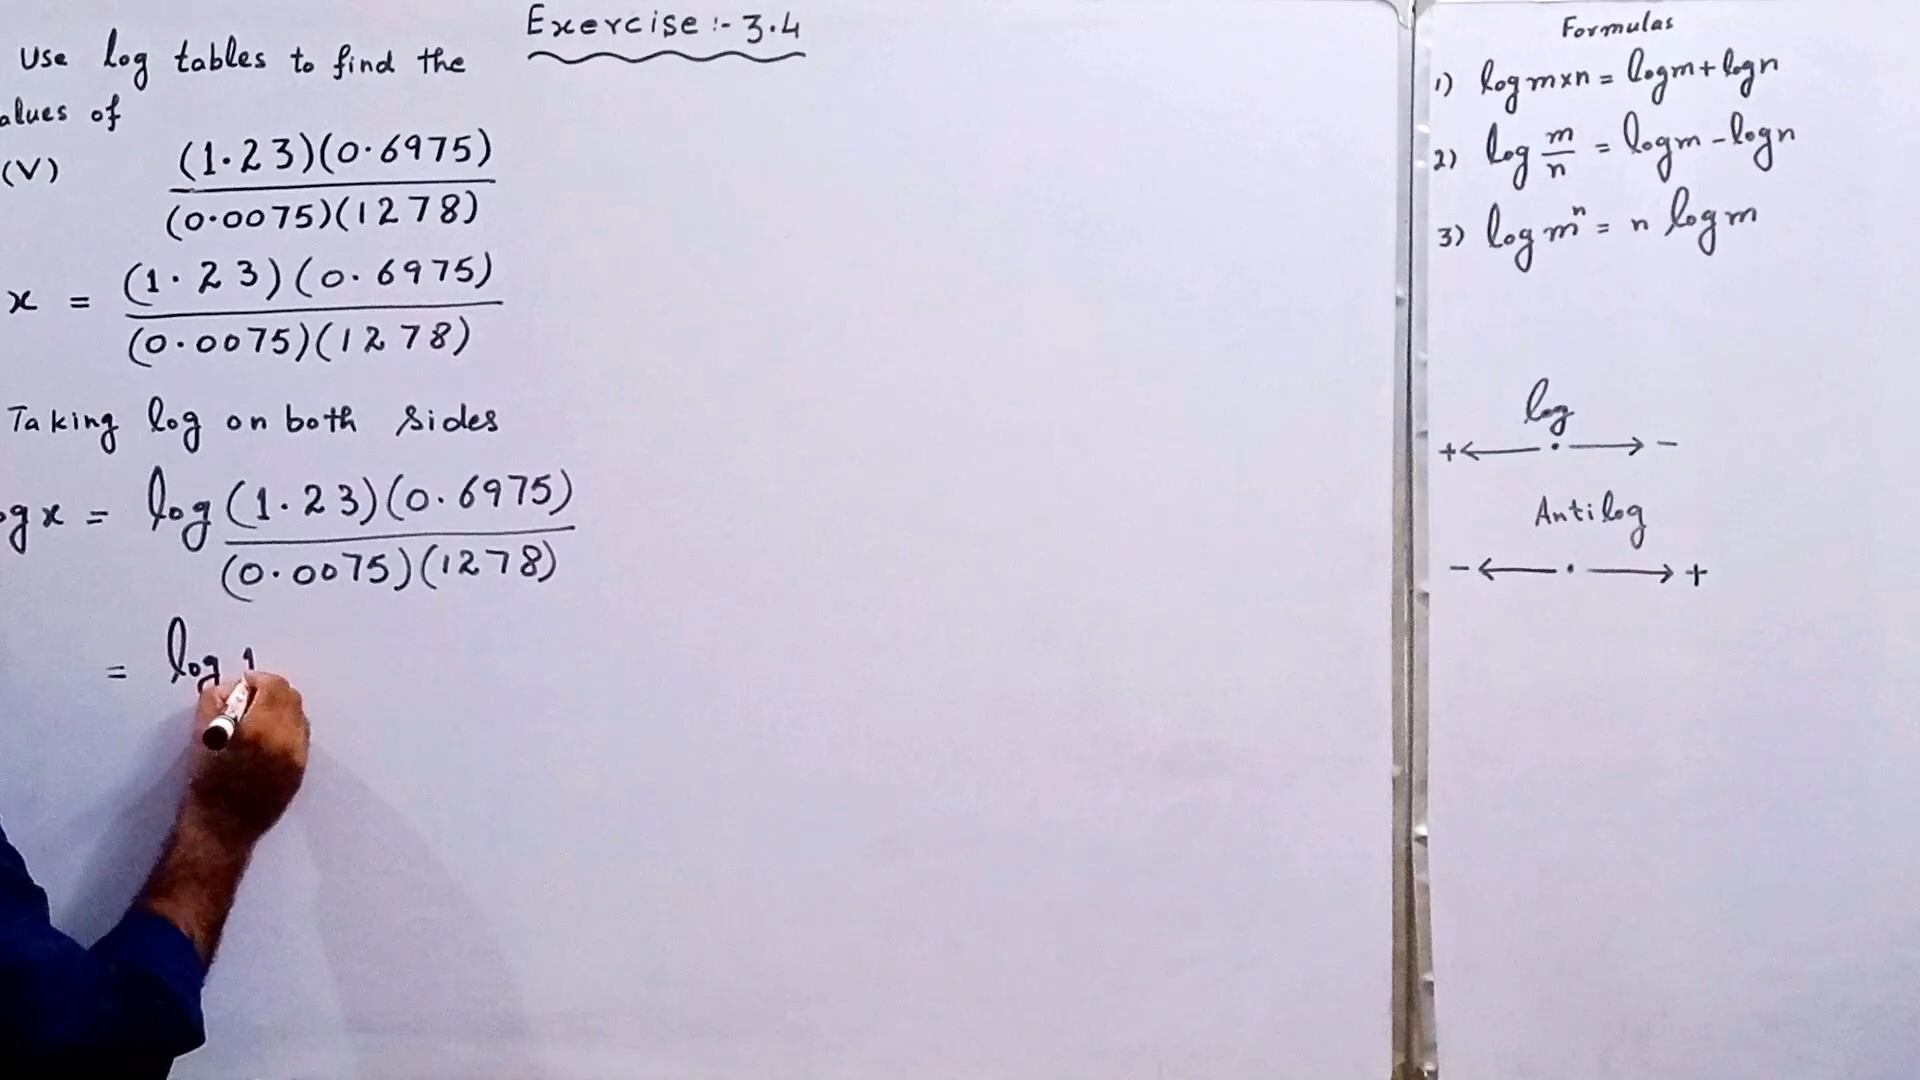 Exercise :- 3.4
Use log tables to find the
alues of
(V) (1.23)(0.6975)
(0.0075)(1278)
x = (1.23)(0.6975)
(0.0075)(1278)
Taking log on both sides
og x = log (1.23)(0.6975)
(0.0075)(1278)
= log 1
Formulas
1) log m×n = log m + log n
2) log m/n = log m - log n
3) log mⁿ = n log m
log
+ ← . → -
Antilog
- ← . → +